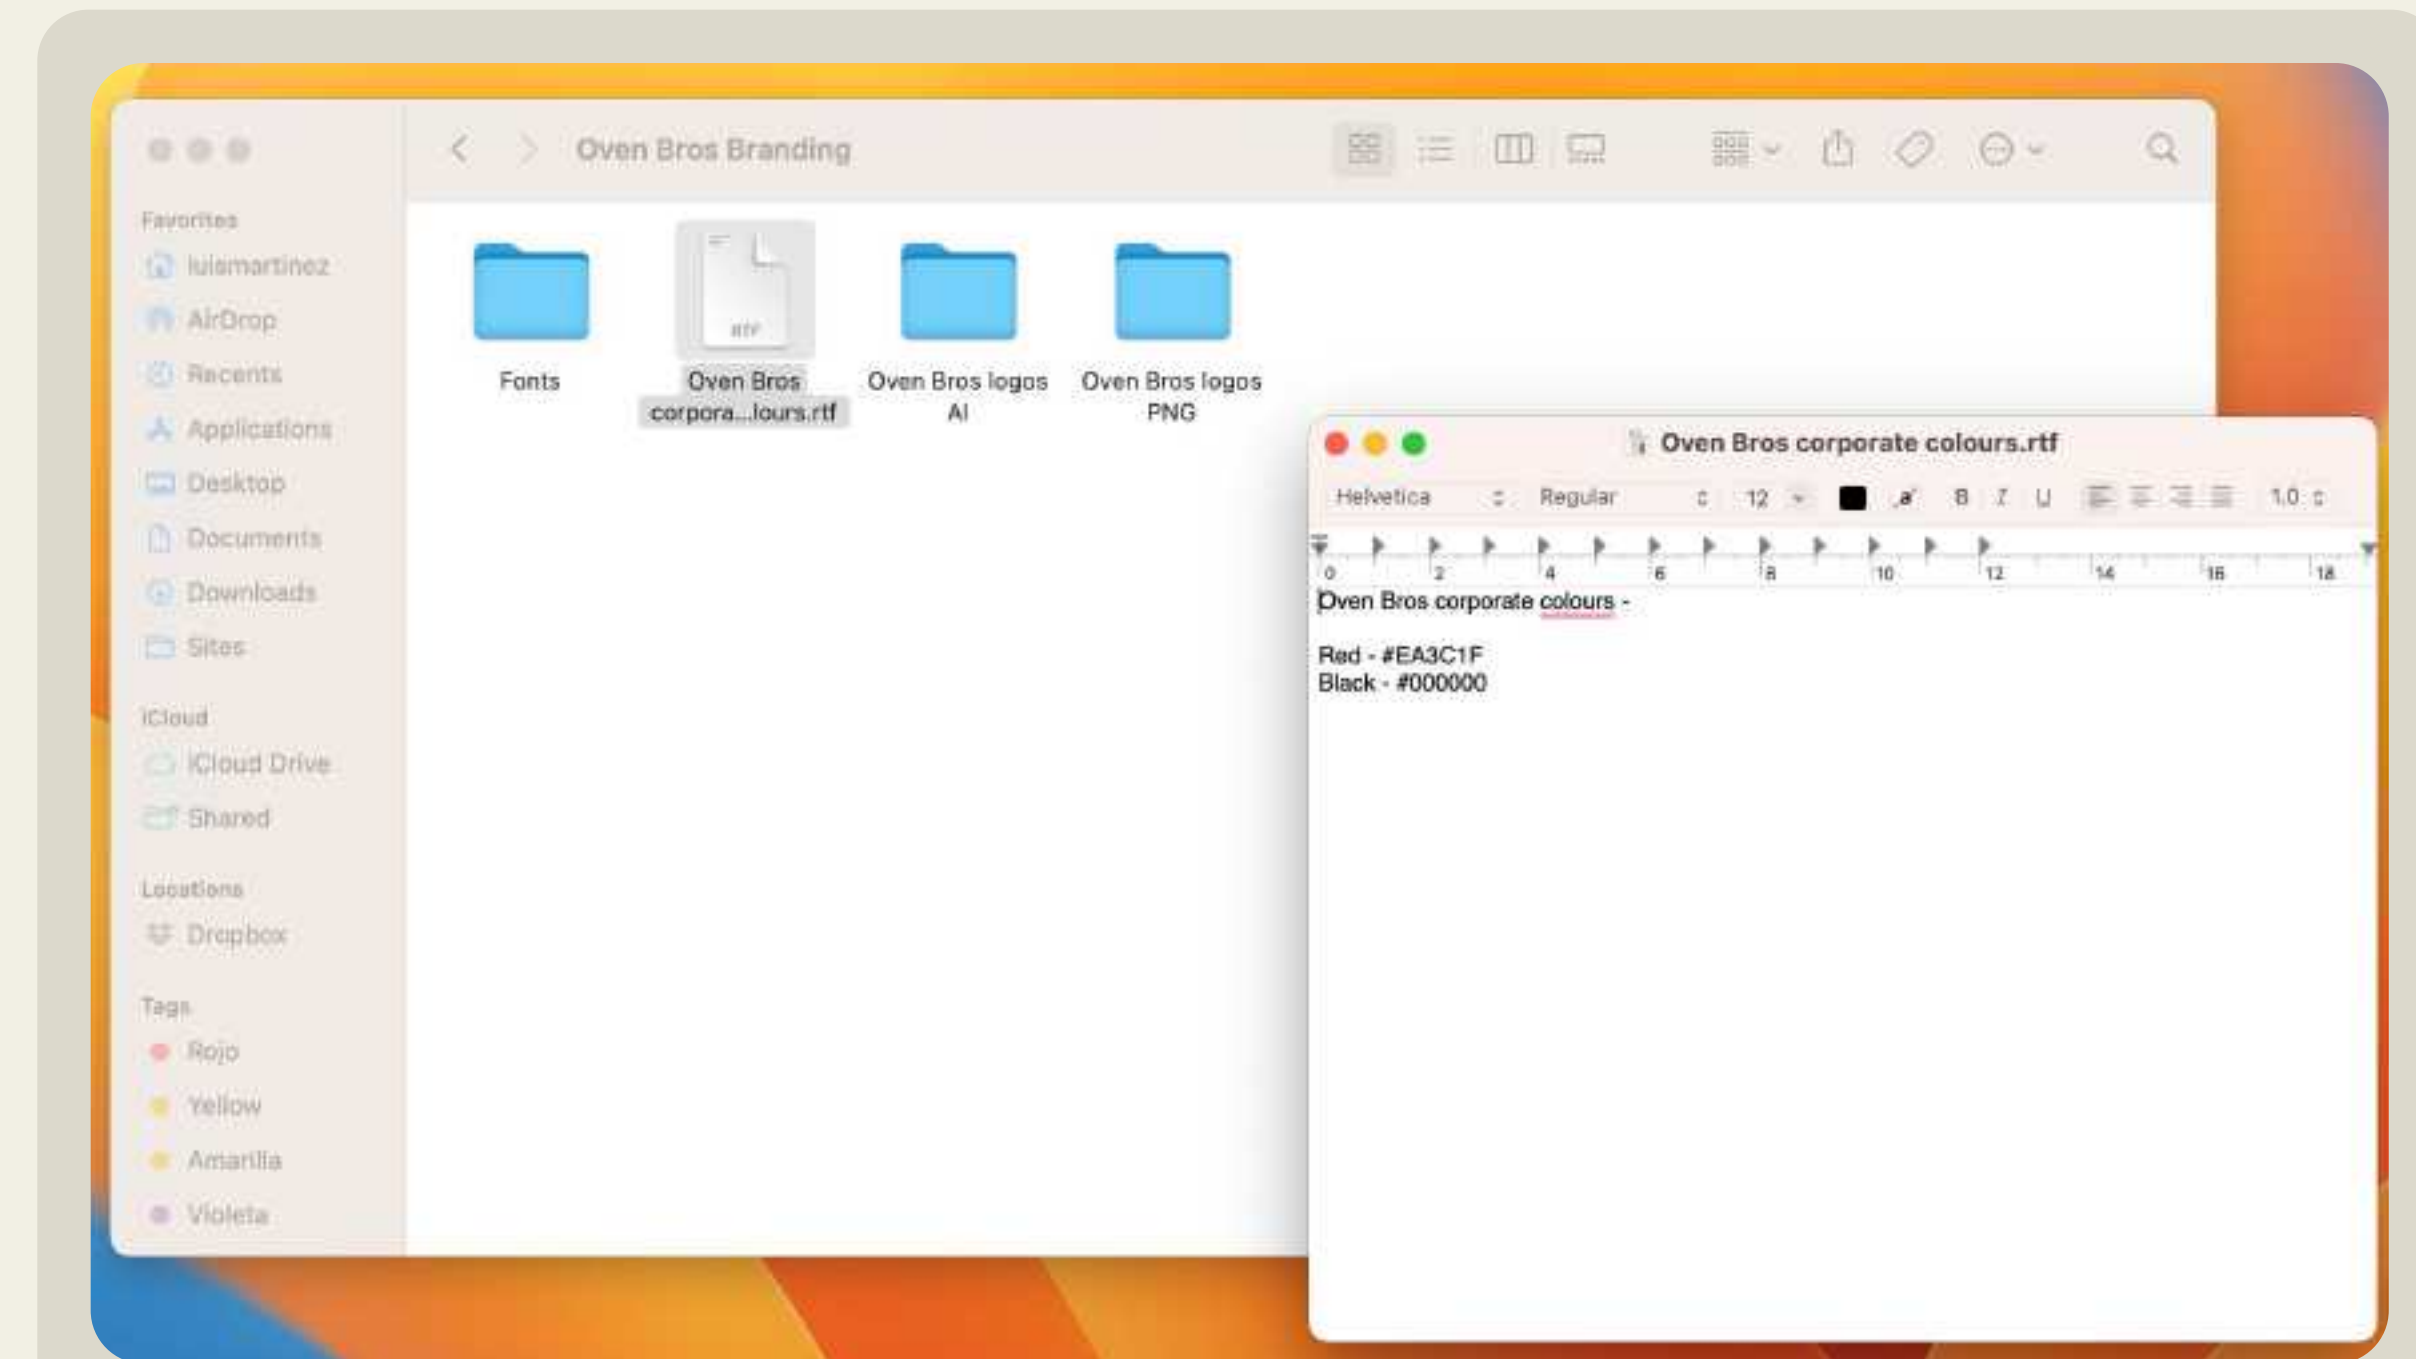 Oven Bros Branding
Favorites
luismartinez
AirDrop
Recents
Applications
Desktop
Documents
Downloads
Sites
iCloud
iCloud Drive
Shared
Locations
Dropbox
Tags
Rojo
Yellow
Amarilla
Violeta
RTF
Fonts
Oven Bros
corpora...lours.rtf
Oven Bros logos
AI
Oven Bros logos
PNG
Oven Bros corporate colours.rtf
Helvetica Regular 12 a B I U 1,0
0 2 4 6 8 10 12 14 16 18
Oven Bros corporate colours -
Red - #EA3C1F
Black - #000000